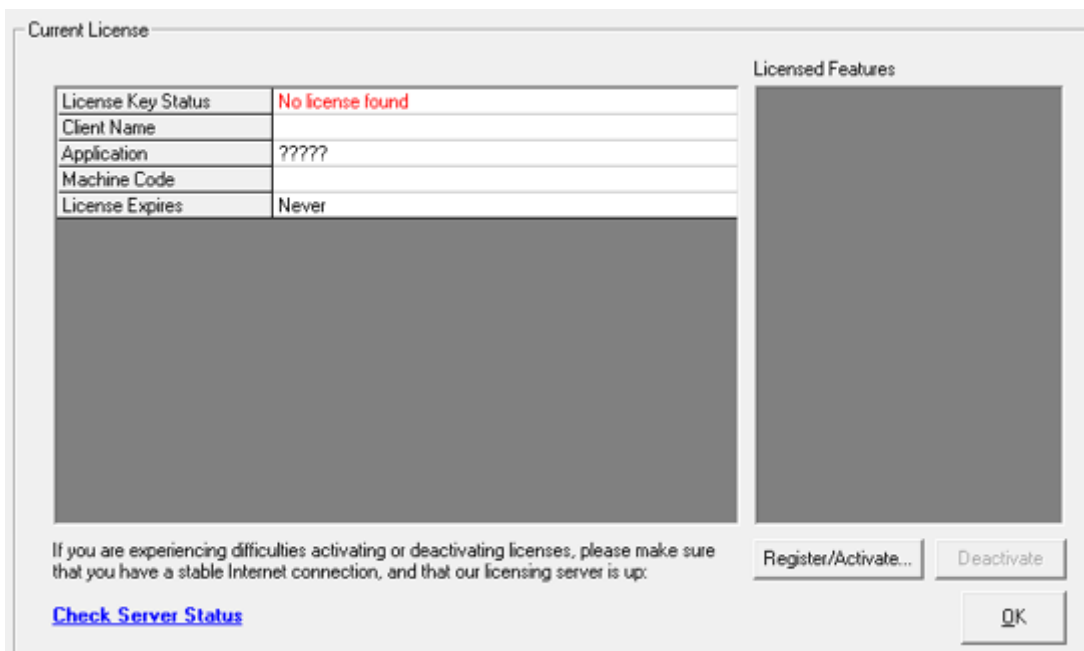 Current License
Licensed Features
License Key Status No license found
Client Name
Application ?????
Machine Code
License Expires Never
If you are experiencing difficulties activating or deactivating licenses, please make sure
that you have a stable Internet connection, and that our licensing server is up:
Register/Activate... Deactivate
Check Server Status
OK